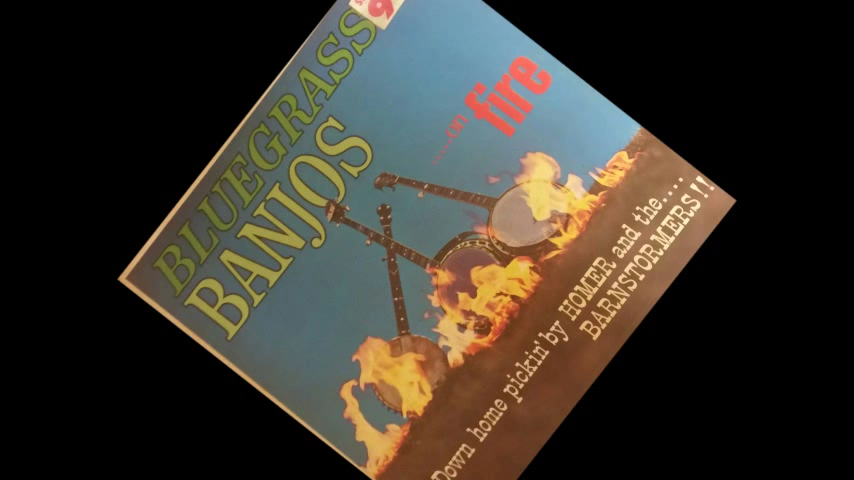 BLUEGRASS
BANJOS
.....on
fire
Down home pickin' by HOMER and the....
BARNSTORMERS!!